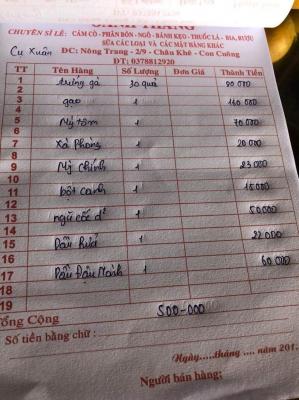 CHUYÊN SỈ LẺ: CÁM CÒ - PHÂN BÓN - NGÔ - BÁNH KẸO - THUỐC LÁ - BIA, RƯỢU
SỮA CÁC LOẠI VÀ CÁC MẶT HÀNG KHÁC
Cu Xuân ĐC: Nông Trang - 2/9 - Châu Khê - Con Cuông
ĐT: 0378812920
TT Tên Hàng Số Lượng Đơn Giá Thành Tiền
1 trứng gà 30 quả 90 000
2
3 gạo 1 160 000
4
5 Mỳ tôm 1 70 000
6
7 Xà Phòng 1 20 000
8
9 Mỳ Chính 1 23 000
10
11 bột canh 1 15 000
12
13 ngũ cốc dê 1 50 000
14
15 Dầu Rửa 1 22 000
16
17 Dầu Đậu Nành 1 60 000
18
19 500-000
ổng Cộng
Số tiền bằng chữ :
Ngày.....tháng .... năm 201.
Người bán hàng;